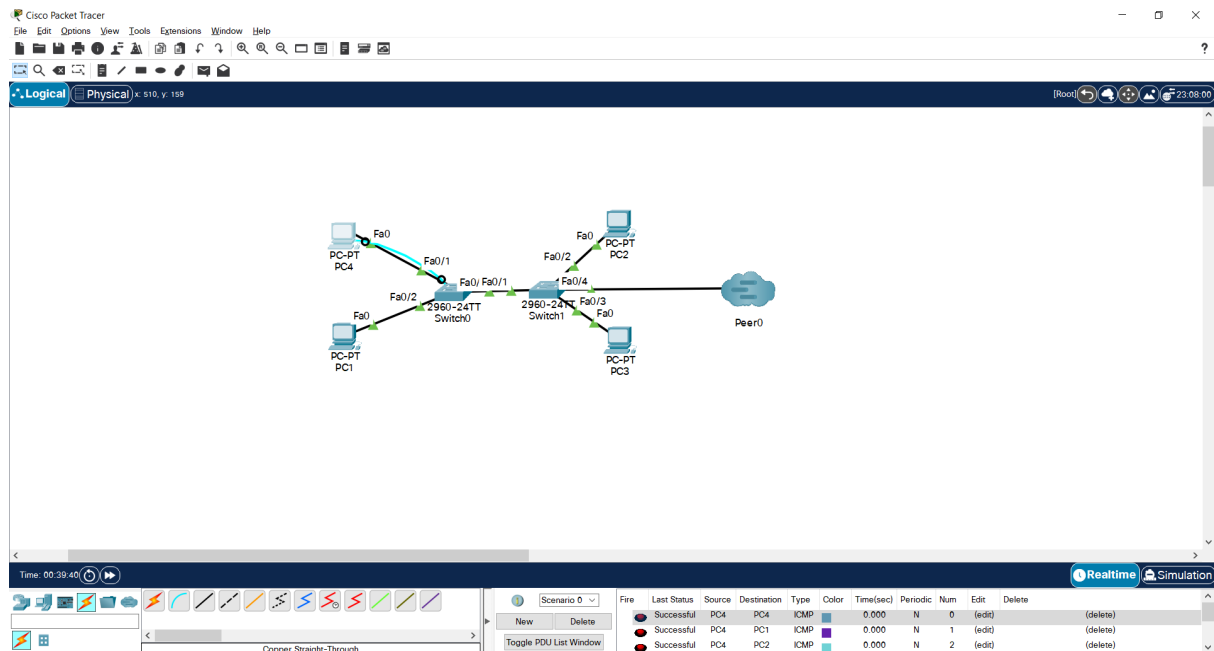 Cisco Packet Tracer
File Edit Options View Tools Extensions Window Help
?
Logical Physical x: 510, y: 159 [Root] 23:08:00
Fa0
PC-PT
PC4
Fa0/1
Fa0/2
Fa0
PC-PT
PC1
Fa0/ Fa0/1
2960-24TT
Switch0
Fa0
PC-PT
PC2
Fa0/2
Fa0/4
2960-24TT
Switch1
Fa0/3
Fa0
PC-PT
PC3
Peer0
Time: 00:39:40 Realtime Simulation
Scenario 0
New Delete
Toggle PDU List Window
Copper Straight-Through
Fire Last Status Source Destination Type Color Time(sec) Periodic Num Edit Delete
Successful PC4 PC4 ICMP 0.000 N 0 (edit) (delete)
Successful PC4 PC1 ICMP 0.000 N 1 (edit) (delete)
Successful PC4 PC2 ICMP 0.000 N 2 (edit) (delete)